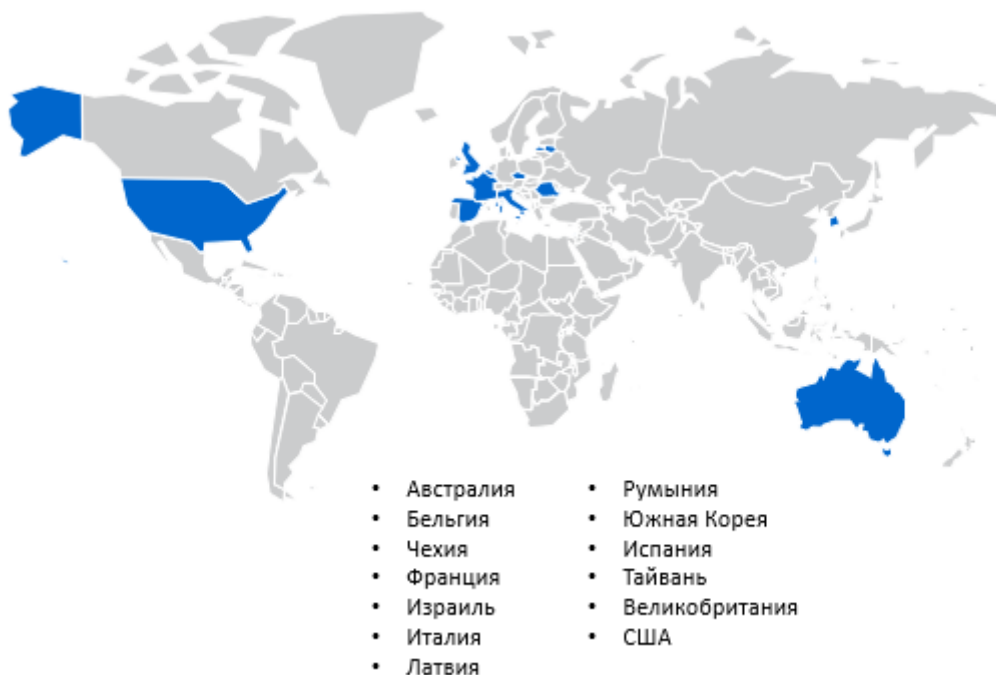 • Австралия
• Бельгия
• Чехия
• Франция
• Израиль
• Италия
• Латвия
• Румыния
• Южная Корея
• Испания
• Тайвань
• Великобритания
• США